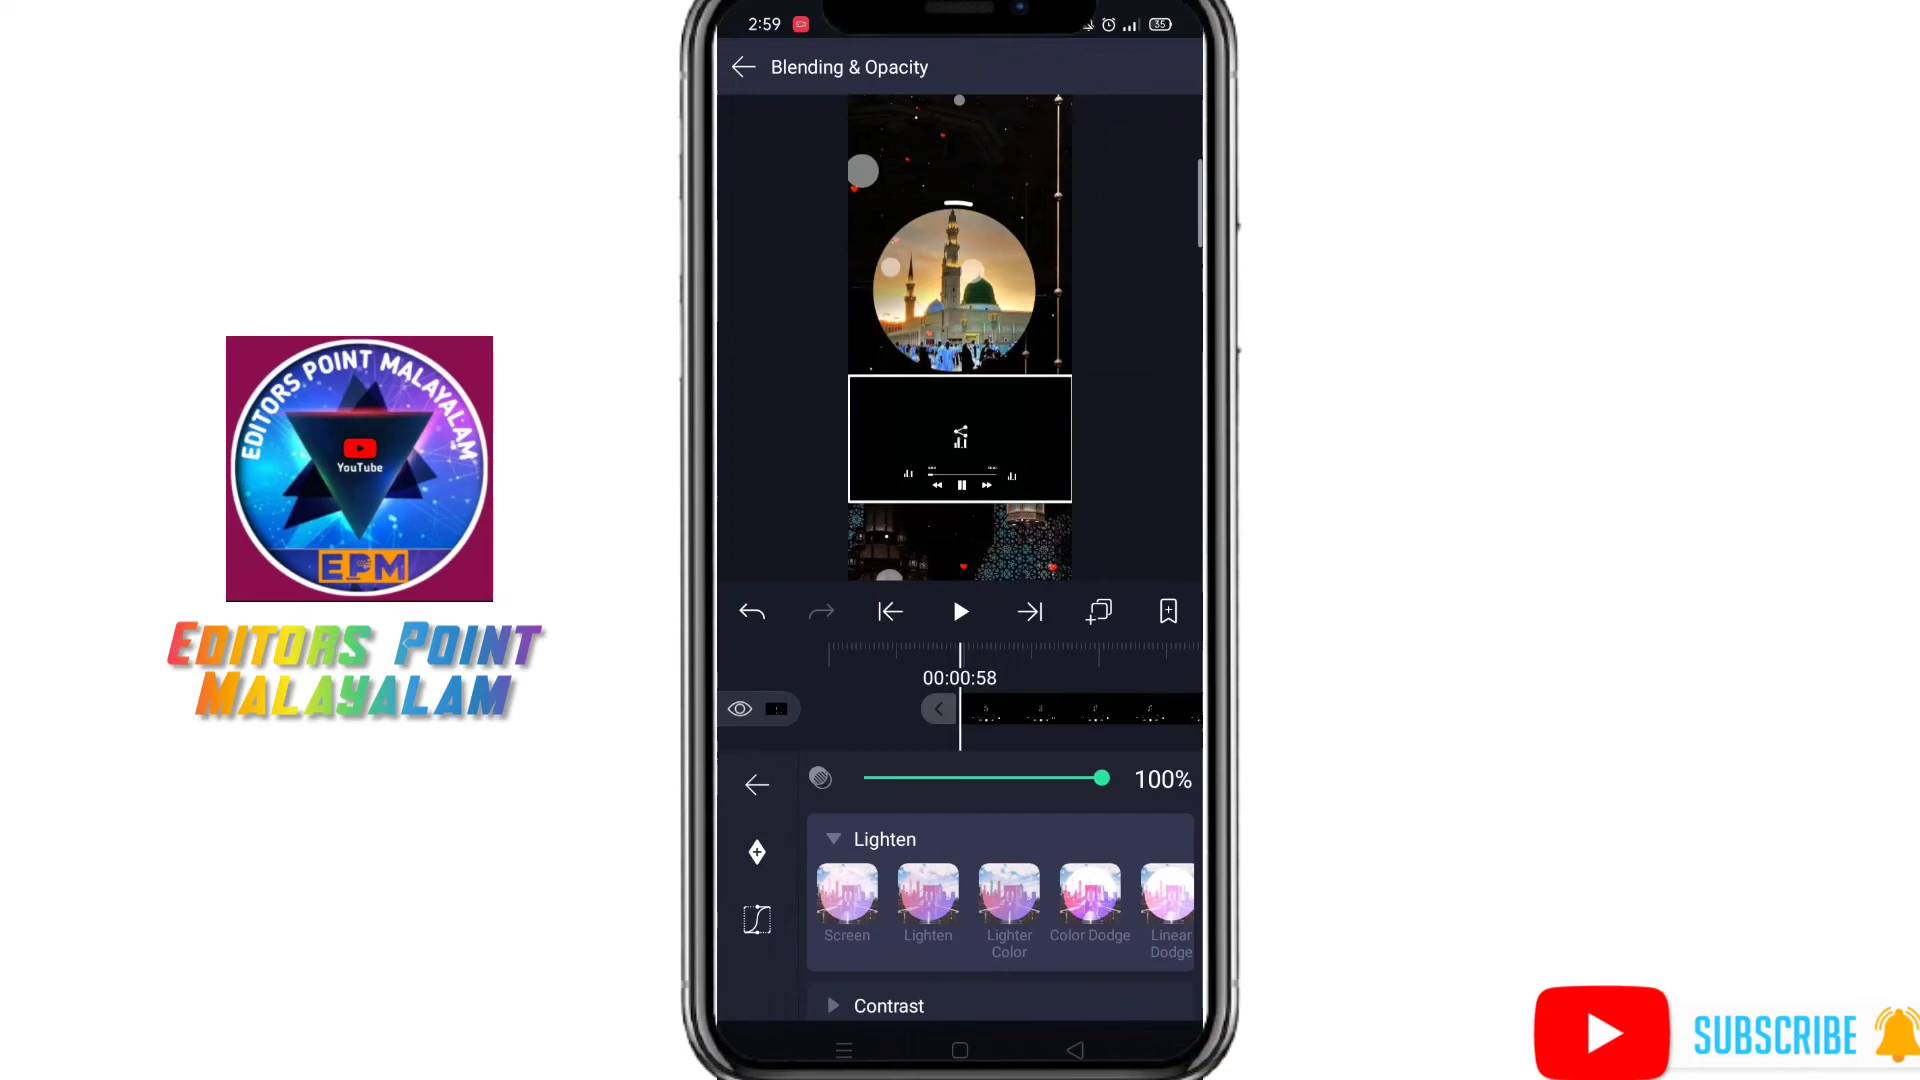 2:59
35
Blending & Opacity
EDITORS POINT MALAYALAM
YouTube
EPM
EDITORS POINT
MALAYALAM
00:00:58
100%
Lighten
Screen
Lighten
Lighter
Color
Color Dodge
Linear
Dodge
Contrast
SUBSCRIBE